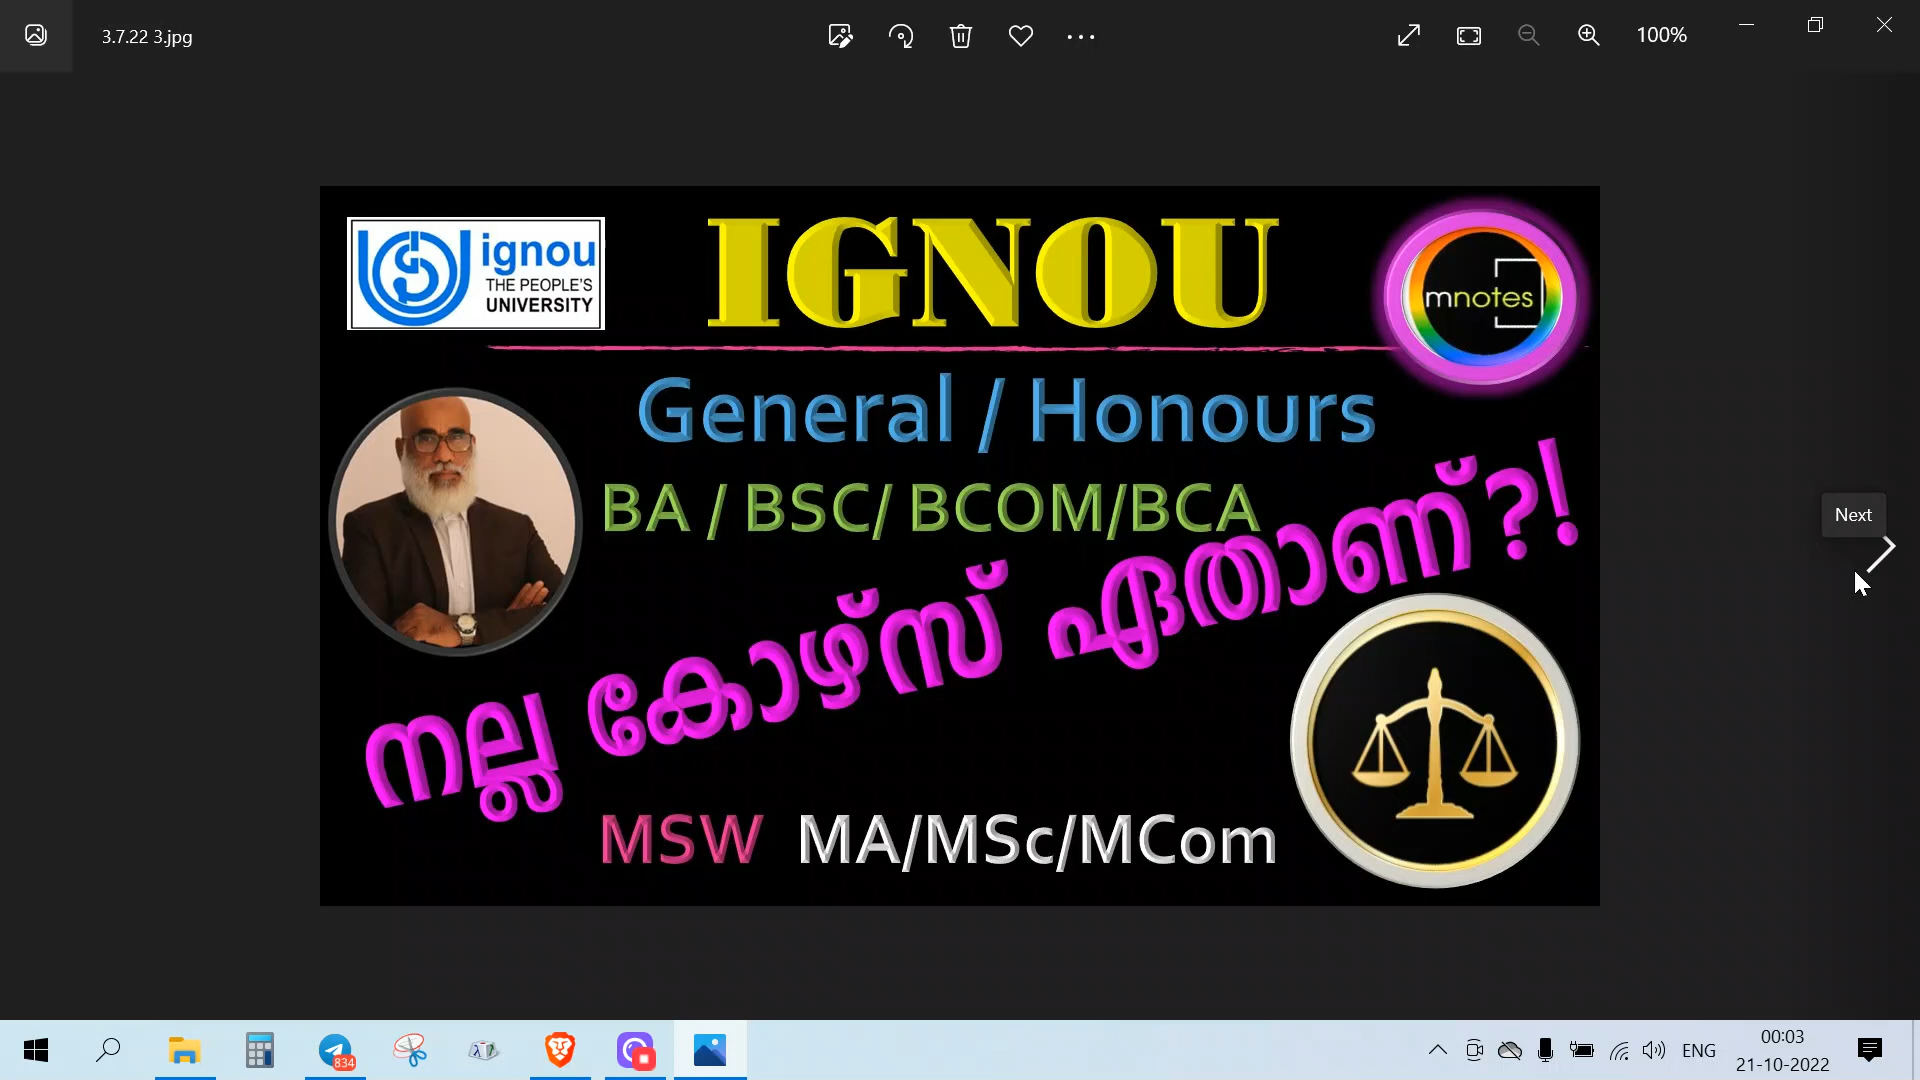 3.7.22 3.jpg
100%
ignou
THE PEOPLE'S
UNIVERSITY
IGNOU
mnotes
General / Honours
BA / BSC/ BCOM/BCA
നല്ല കോഴ്സ് ഏതാണ്?!
Next
MSW MA/MSc/MCom
834
ENG
00:03
21-10-2022